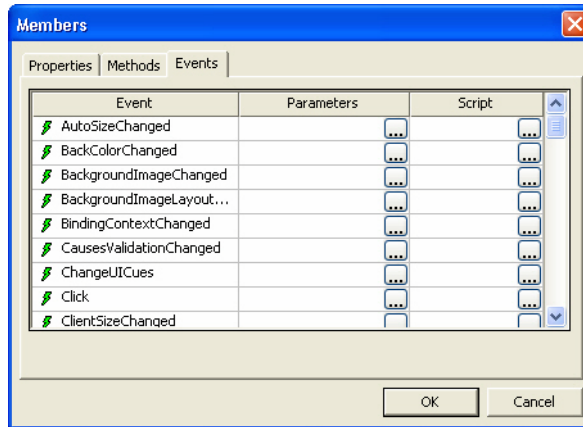 Members
Properties Methods Events
Event Parameters Script
AutoSizeChanged ... ...
BackColorChanged ... ...
BackgroundImageChanged ... ...
BackgroundImageLayout... ... ...
BindingContextChanged ... ...
CausesValidationChanged ... ...
ChangeUICues ... ...
Click ... ...
ClientSizeChanged
OK Cancel